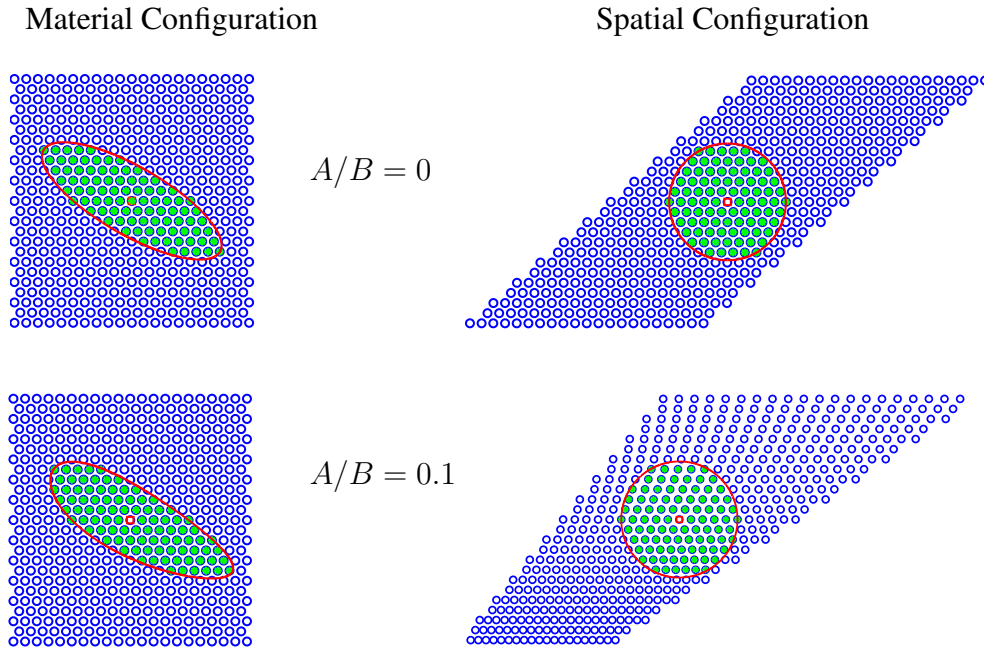 Material Configuration
Spatial Configuration
A/B = 0
A/B = 0.1